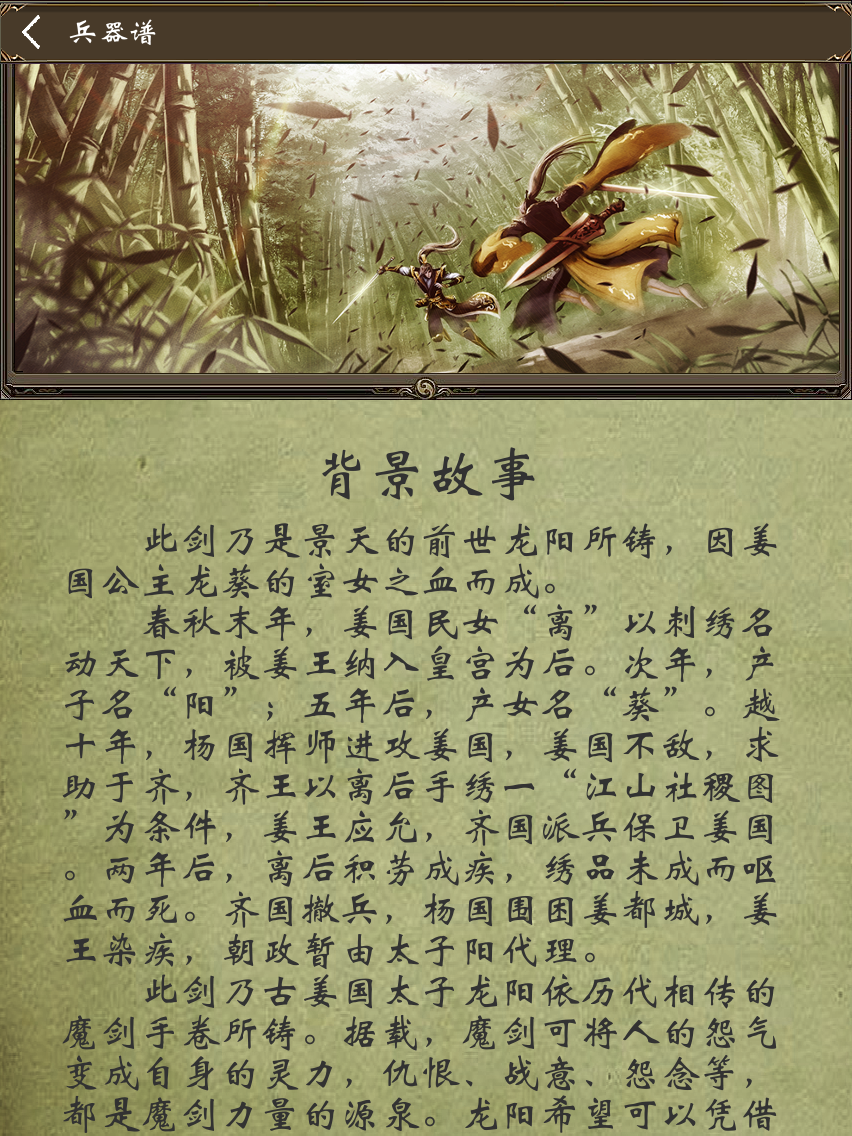 兵器谱
背景故事
此剑乃是景天的前世龙阳所铸，因姜
国公主龙葵的室女之血而成。
春秋末年，姜国民女“离”以刺绣名
动天下，被姜王纳入皇宫为后。次年，产
子名“阳”；五年后，产女名“葵”。越
十年，杨国挥师进攻姜国，姜国不敌，求
助于齐，齐王以离后手绣一“江山社稷图
”为条件，姜王应允，齐国派兵保卫姜国
。两年后，离后积劳成疾，绣品未成而呕
血而死。齐国撤兵，杨国围困姜都城，姜
王染疾，朝政暂由太子阳代理。
此剑乃古姜国太子龙阳依历代相传的
魔剑手卷所铸。据载，魔剑可将人的怨气
变成自身的灵力，仇恨、战意、怨念等，
都是魔剑力量的源泉。龙阳希望可以凭借